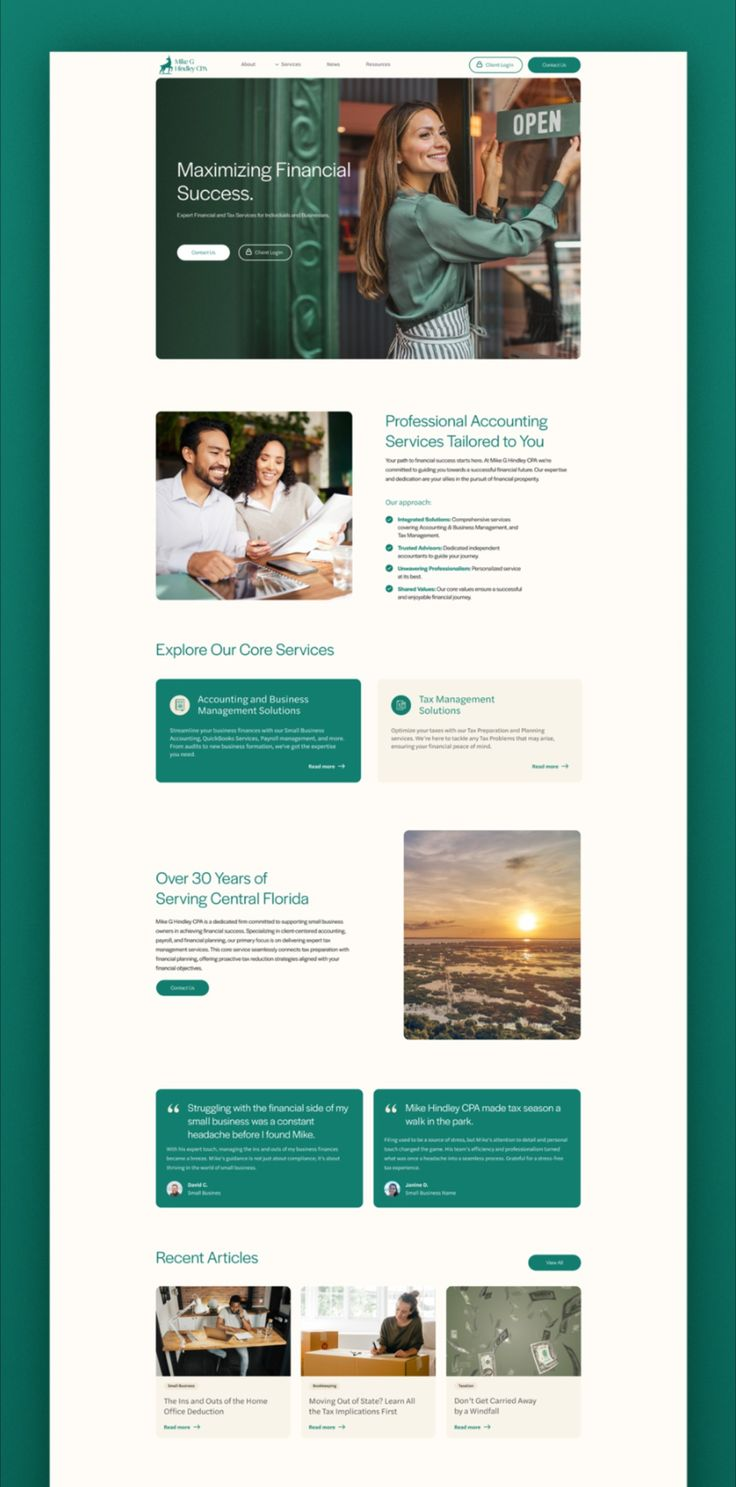 Mike G
Hindley CPA
About
Services
News
Resources
Client Login
Contact Us
OPEN
Maximizing Financial
Success.
Expert Financial and Tax Services for Individuals and Businesses.
Contact Us
Client Login
Professional Accounting
Services Tailored to You
Your path to financial success starts here. At Mike G Hindley CPA we're
committed to guiding you towards a successful financial future. Our expertise
and dedication are your allies in the pursuit of financial prosperity.
Our approach:
Integrated Solutions: Comprehensive services
covering Accounting & Business Management, and
Tax Management.
Trusted Advisors: Dedicated independent
accountants to guide your journey.
Unwavering Professionalism: Personalized service
at its best.
Shared Values: Our core values ensure a successful
and enjoyable financial journey.
Explore Our Core Services
Accounting and Business
Management Solutions
Streamline your business finances with our Small Business
Accounting, QuickBooks Services, Payroll management, and more.
From audits to new business formation, we've got the expertise
you need.
Read more
Tax Management
Solutions
Optimize your taxes with our Tax Preparation and Planning
services. We're here to tackle any Tax Problems that may arise,
ensuring your financial peace of mind.
Read more
Over 30 Years of
Serving Central Florida
Mike G Hindley CPA is a dedicated firm committed to supporting small business
owners in achieving financial success. Specializing in client-centered accounting,
payroll, and financial planning, our primary focus is on delivering expert tax
management services. This core service seamlessly connects tax preparation with
financial planning, offering proactive tax reduction strategies aligned with your
financial objectives.
Contact Us
Struggling with the financial side of my
small business was a constant
headache before I found Mike.
With his expert touch, managing the ins and outs of my business finances
became a breeze. Mike's guidance is not just about compliance; it's about
thriving in the world of small business.
David C.
Small Busines
Mike Hindley CPA made tax season a
walk in the park.
Filing used to be a source of stress, but Mike's attention to detail and personal
touch changed the game. His team's efficiency and professionalism turned
what was once a headache into a seamless process. Grateful for a stress-free
tax experience.
Janine D.
Small Business Name
Recent Articles
View All
Small Business
The Ins and Outs of the Home
Office Deduction
Read more
Bookkeeping
Moving Out of State? Learn All
the Tax Implications First
Read more
Taxation
Don't Get Carried Away
by a Windfall
Read more